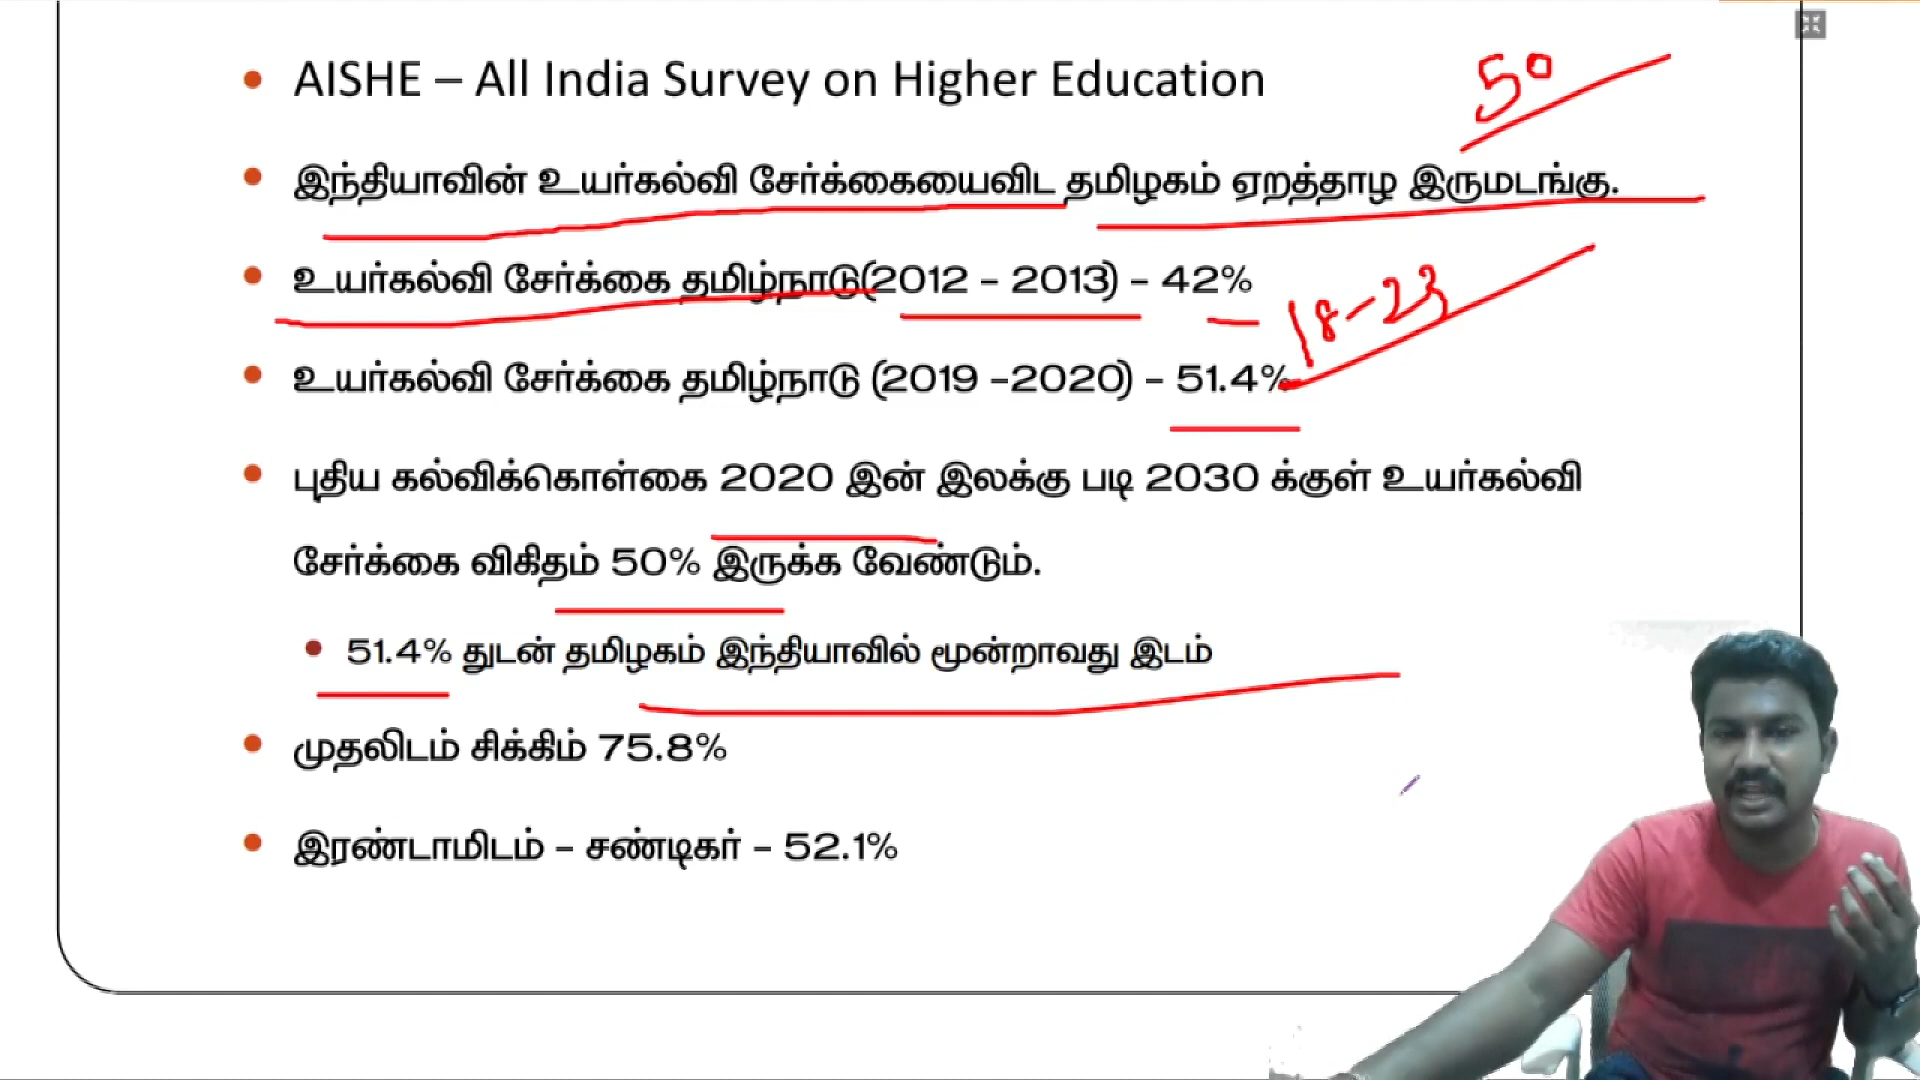 AISHE – All India Survey on Higher Education
50
இந்தியாவின் உயர்கல்வி சேர்க்கையைவிட தமிழகம் ஏறத்தாழ இருமடங்கு.
உயர்கல்வி சேர்க்கை தமிழ்நாடு(2012 – 2013) – 42%
18-23
உயர்கல்வி சேர்க்கை தமிழ்நாடு (2019 –2020) – 51.4%
புதிய கல்விக்கொள்கை 2020 இன் இலக்கு படி 2030 க்குள் உயர்கல்வி
சேர்க்கை விகிதம் 50% இருக்க வேண்டும்.
51.4% துடன் தமிழகம் இந்தியாவில் மூன்றாவது இடம்
முதலிடம் சிக்கிம் 75.8%
இரண்டாமிடம் – சண்டிகர் – 52.1%